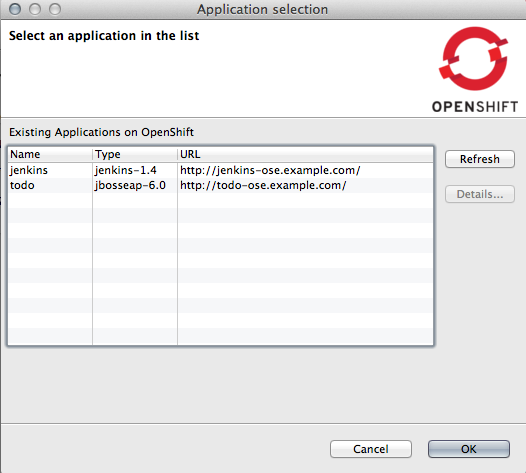 Application selection
Select an application in the list
OPENSHIFT
Existing Applications on OpenShift
Name Type URL
jenkins jenkins-1.4 http://jenkins-ose.example.com/
todo jbosseap-6.0 http://todo-ose.example.com/
Refresh
Details...
Cancel OK